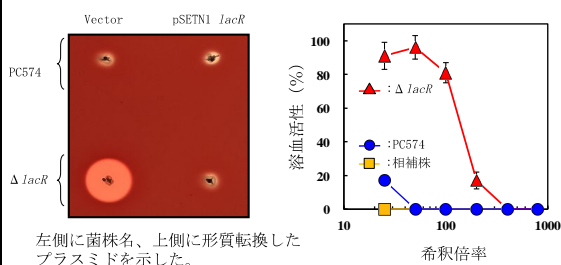 Vector pSETN1 lacR
PC574
ΔlacR
左側に菌株名、上側に形質転換した
プラスミドを示した。
溶血活性 (%)
100
80
60
40
20
0
:ΔlacR
:PC574
:相補株
10 100 1000
希釈倍率